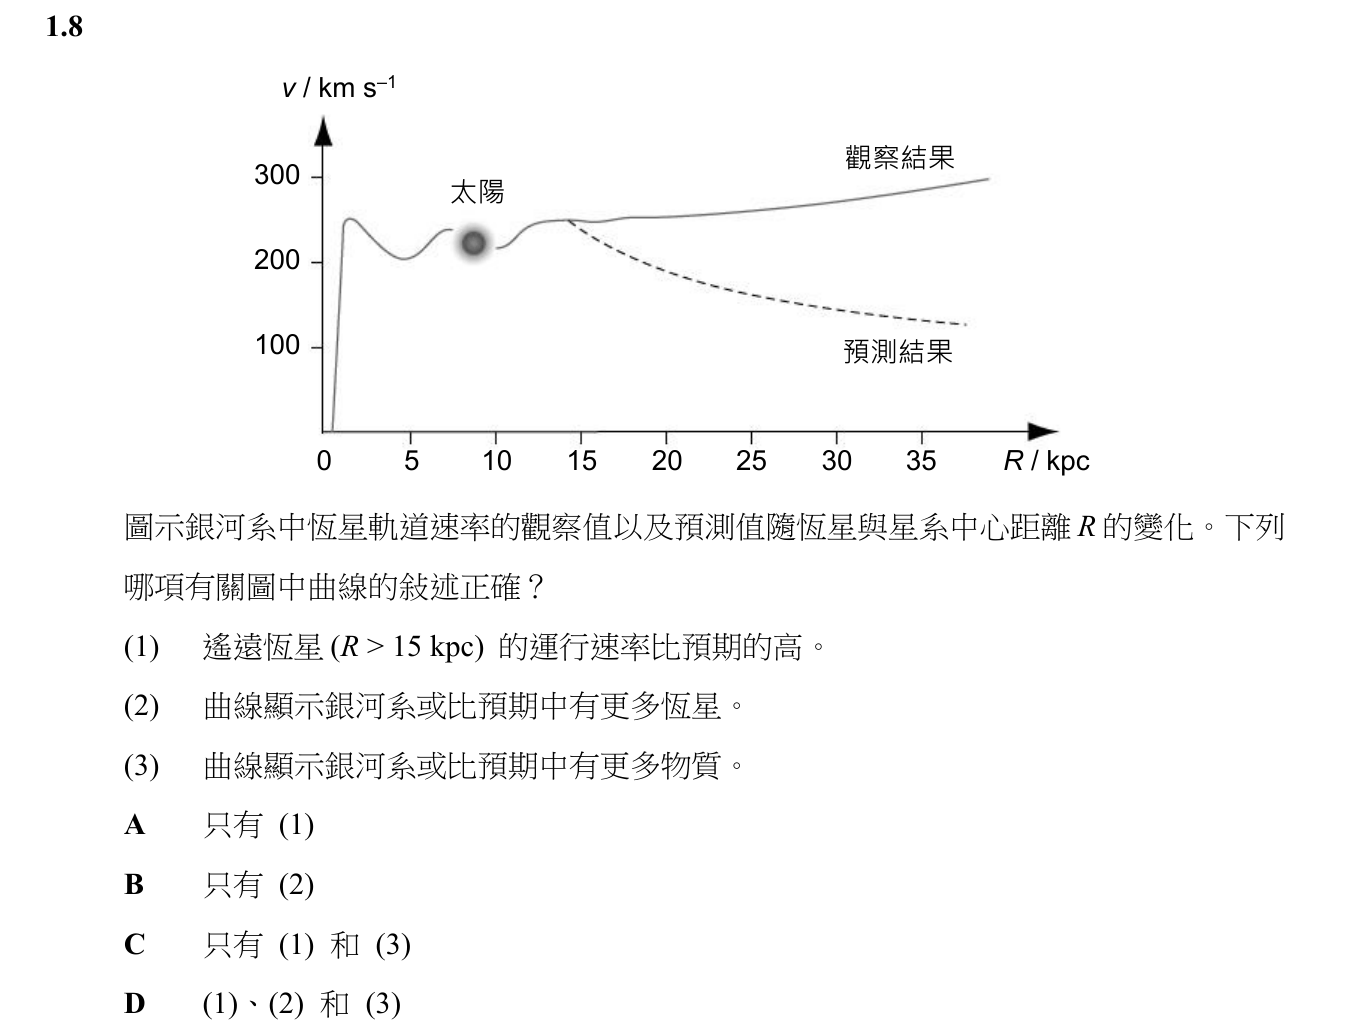 1.8
v / km s⁻¹
觀察結果
300
太陽
200
100
預測結果
0 5 10 15 20 25 30 35 R / kpc
圖示銀河系中恆星軌道速率的觀察值以及預測值隨恆星與星系中心距離 R 的變化。下列
哪項有關圖中曲線的敍述正確？
(1) 遙遠恆星 (R > 15 kpc) 的運行速率比預期的高。
(2) 曲線顯示銀河系或比預期中有更多恆星。
(3) 曲線顯示銀河系或比預期中有更多物質。
A 只有 (1)
B 只有 (2)
C 只有 (1) 和 (3)
D (1)、(2) 和 (3)